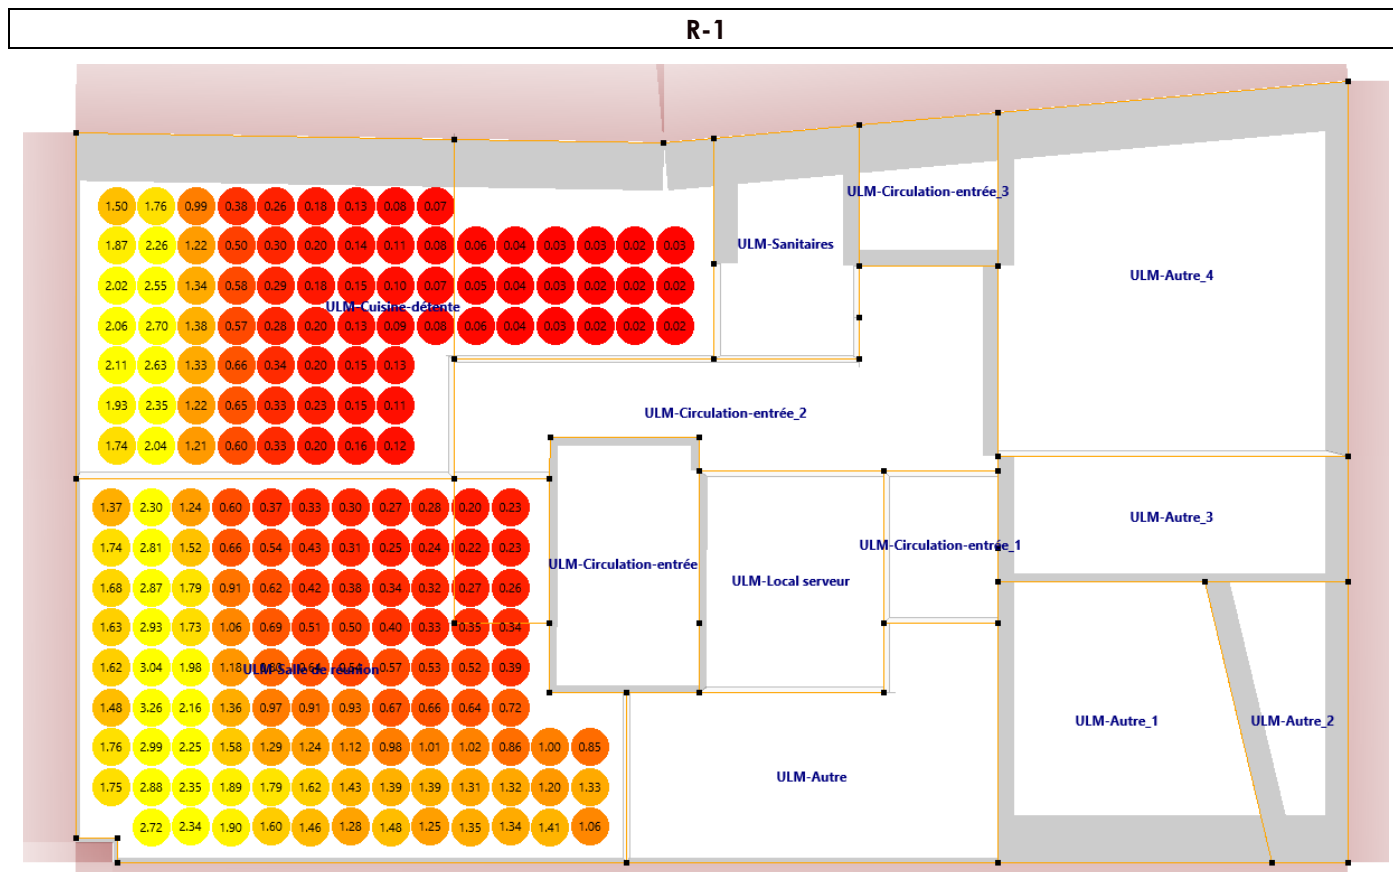 R-1
ULM-Circulation-entrée_3
1.50 1.76 0.99 0.38 0.26 0.18 0.13 0.08 0.07
ULM-Sanitaires
1.87 2.26 1.22 0.50 0.30 0.20 0.14 0.11 0.08 0.06 0.04 0.03 0.03 0.02 0.03
ULM-Autre_4
2.02 2.55 1.34 0.58 0.29 0.18 0.15 0.10 0.07 0.05 0.04 0.03 0.02 0.02 0.02
ULM-Cuisine-détente
2.06 2.70 1.38 0.57 0.28 0.20 0.13 0.09 0.08 0.06 0.04 0.03 0.02 0.02 0.02
2.11 2.63 1.33 0.66 0.34 0.20 0.15 0.13
1.93 2.35 1.22 0.65 0.33 0.23 0.15 0.11
ULM-Circulation-entrée_2
1.74 2.04 1.21 0.60 0.33 0.20 0.16 0.12
1.37 2.30 1.24 0.60 0.37 0.33 0.30 0.27 0.28 0.20 0.23
ULM-Autre_3
1.74 2.81 1.52 0.66 0.54 0.43 0.31 0.25 0.24 0.22 0.23
ULM-Circulation-entrée_1
ULM-Circulation-entrée
ULM-Local serveur
1.68 2.87 1.79 0.91 0.62 0.42 0.38 0.34 0.32 0.27 0.26
1.63 2.93 1.73 1.06 0.69 0.51 0.50 0.40 0.33 0.35 0.34
1.62 3.04 1.98 1.18 0.57 0.53 0.52 0.39
ULM-Salle de réunion
1.48 3.26 2.16 1.36 0.97 0.91 0.93 0.67 0.66 0.64 0.72
ULM-Autre_1
ULM-Autre_2
1.76 2.99 2.25 1.58 1.29 1.24 1.12 0.98 1.01 1.02 0.86 1.00 0.85
ULM-Autre
1.75 2.88 2.35 1.89 1.79 1.62 1.43 1.39 1.39 1.31 1.32 1.20 1.33
2.72 2.34 1.90 1.60 1.46 1.28 1.48 1.25 1.35 1.34 1.41 1.06